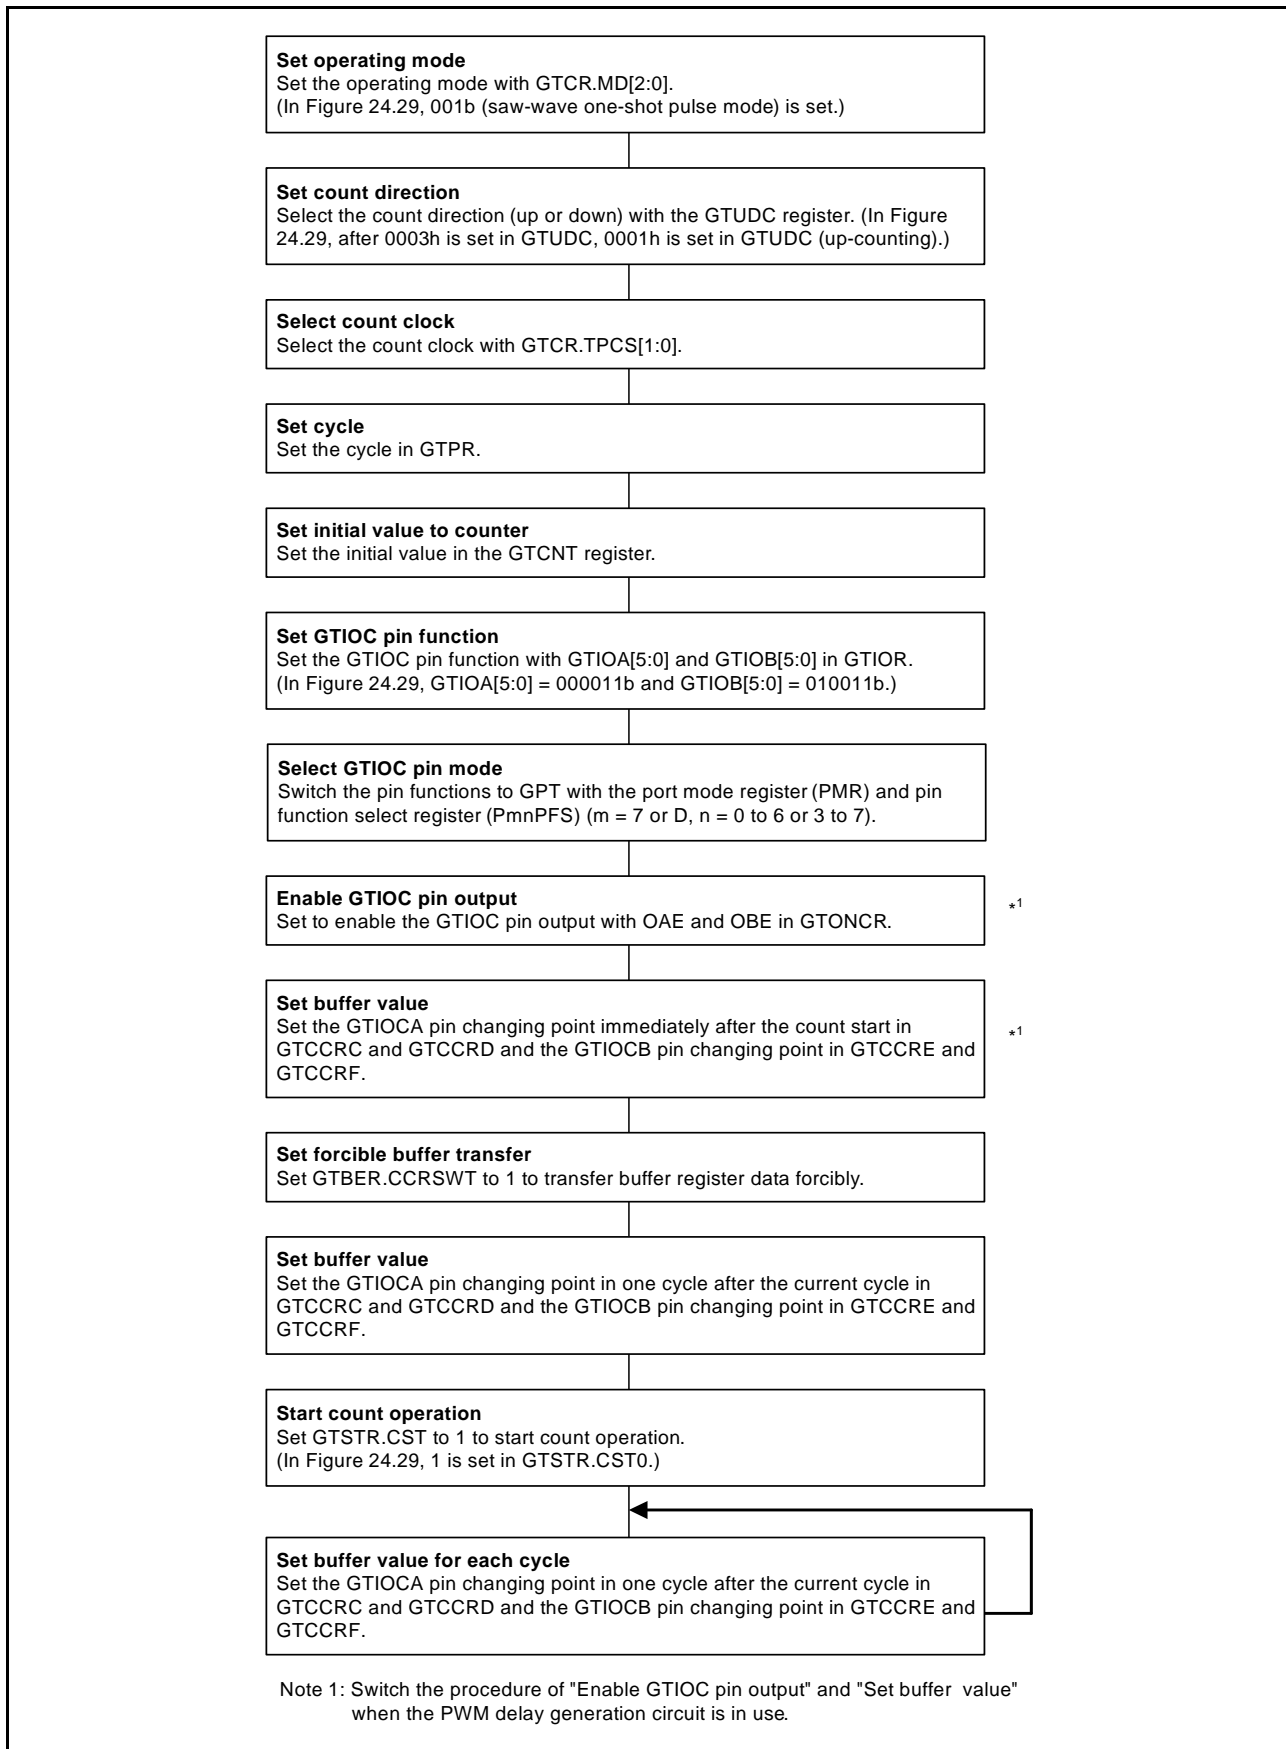 Set operating mode
Set the operating mode with GTCR.MD[2:0].
(In Figure 24.29, 001b (saw-wave one-shot pulse mode) is set.)
Set count direction
Select the count direction (up or down) with the GTUDC register. (In Figure
24.29, after 0003h is set in GTUDC, 0001h is set in GTUDC (up-counting).)
Select count clock
Select the count clock with GTCR.TPCS[1:0].
Set cycle
Set the cycle in GTPR.
Set initial value to counter
Set the initial value in the GTCNT register.
Set GTIOC pin function
Set the GTIOC pin function with GTIOA[5:0] and GTIOB[5:0] in GTIOR.
(In Figure 24.29, GTIOA[5:0] = 000011b and GTIOB[5:0] = 010011b.)
Select GTIOC pin mode
Switch the pin functions to GPT with the port mode register (PMR) and pin
function select register (PmnPFS) (m = 7 or D, n = 0 to 6 or 3 to 7).
Enable GTIOC pin output
Set to enable the GTIOC pin output with OAE and OBE in GTONCR.
*1
Set buffer value
Set the GTIOCA pin changing point immediately after the count start in
GTCCRC and GTCCRD and the GTIOCB pin changing point in GTCCRE and
GTCCRF.
*1
Set forcible buffer transfer
Set GTBER.CCRSWT to 1 to transfer buffer register data forcibly.
Set buffer value
Set the GTIOCA pin changing point in one cycle after the current cycle in
GTCCRC and GTCCRD and the GTIOCB pin changing point in GTCCRE and
GTCCRF.
Start count operation
Set GTSTR.CST to 1 to start count operation.
(In Figure 24.29, 1 is set in GTSTR.CST0.)
Set buffer value for each cycle
Set the GTIOCA pin changing point in one cycle after the current cycle in
GTCCRC and GTCCRD and the GTIOCB pin changing point in GTCCRE and
GTCCRF.
Note 1: Switch the procedure of "Enable GTIOC pin output" and "Set buffer value"
when the PWM delay generation circuit is in use.